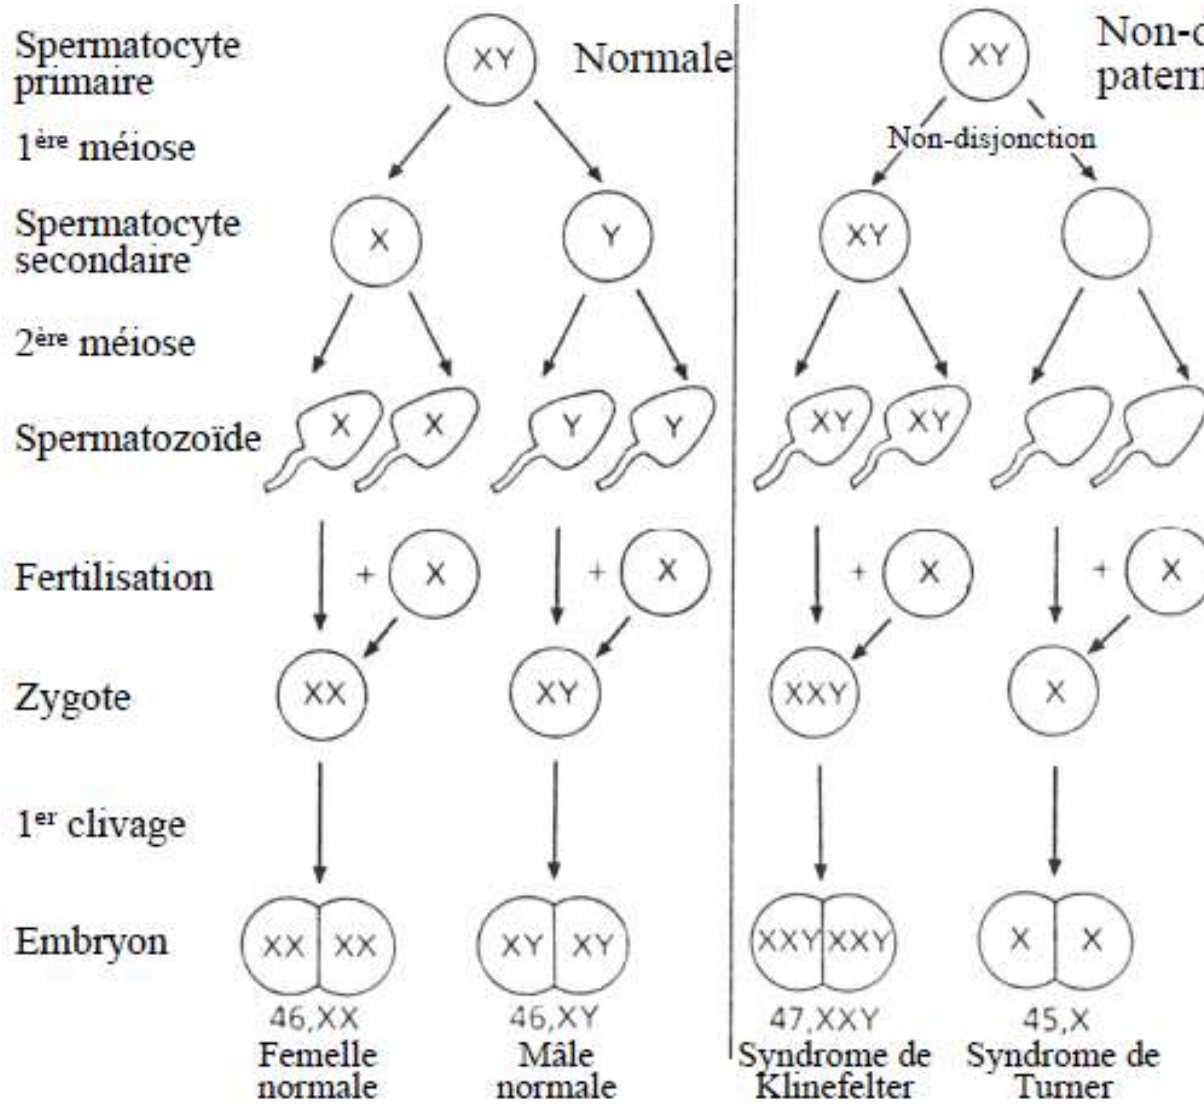 Spermatocyte
primaire
XY
Normale
XY
1ère méiose
Non-disjonction
Spermatocyte
secondaire
X
Y
XY
2ère méiose
Spermatozoïde
X
X
Y
Y
XY
XY
Fertilisation
+
X
+
X
+
X
+
X
Zygote
XX
XY
XXY
X
1er clivage
Embryon
XX
XX
XY
XY
XXY
XXY
X
X
46,XX
Femelle
normale
46,XY
Mâle
normale
47,XXY
Syndrome de
Klinefelter
45,X
Syndrome de
Turner